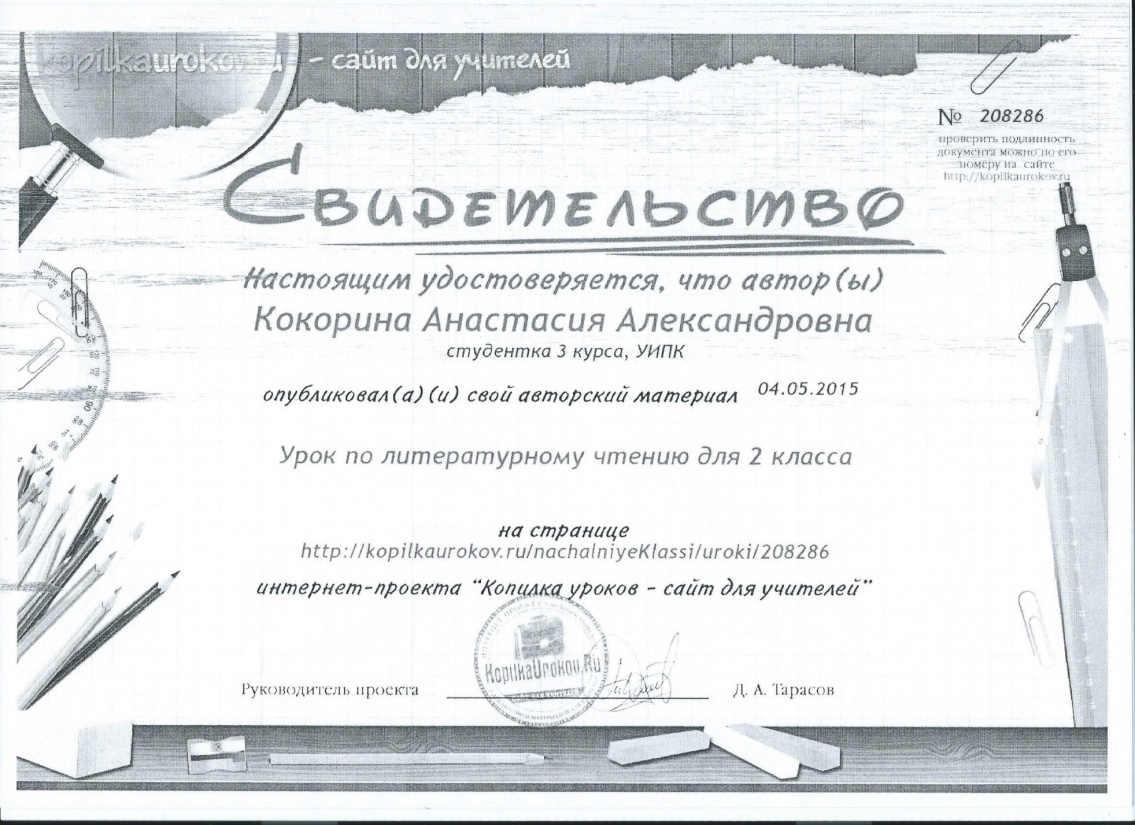 kopilkaurokov.ru - сайт для учителей
№ 208286
проверить подлинность
документа можно по его
номеру на сайте
http://kopilkaurokov.ru
Свидетельство
Настоящим удостоверяется, что автор(ы)
Кокорина Анастасия Александровна
студентка 3 курса, УИПК
опубликовал(а)(и) свой авторский материал 04.05.2015
Урок по литературному чтению для 2 класса
на странице
http://kopilkaurokov.ru/nachalniyeKlassi/uroki/208286
интернет-проекта "Копилка уроков - сайт для учителей"
KopilkaUrokov.Ru
Руководитель проекта Д. А. Тарасов